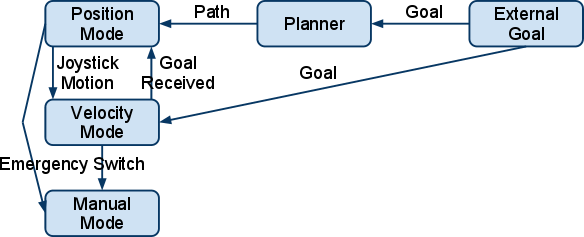 Position
Mode
Path
Planner
Goal
External
Goal
Joystick
Motion
Goal
Received
Goal
Velocity
Mode
Emergency Switch
Manual
Mode